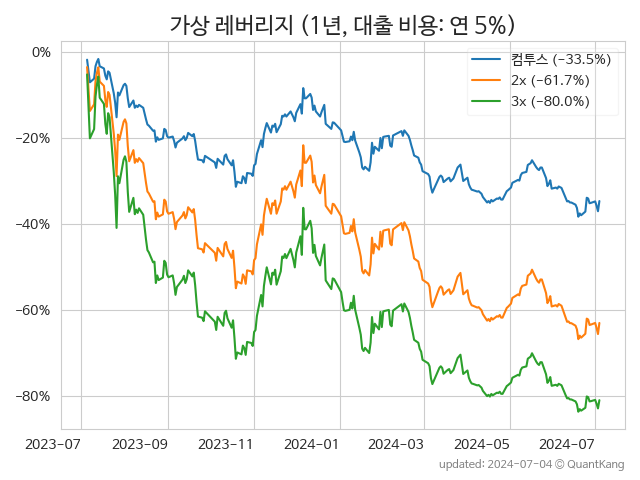 가상 레버리지 (1년, 대출 비용: 연 5%)
컴투스 (−33.5%)
2x (−61.7%)
3x (−80.0%)
0%
−20%
−40%
−60%
−80%
2023-07 2023-09 2023-11 2024-01 2024-03 2024-05 2024-07
updated: 2024-07-04 © QuantKang